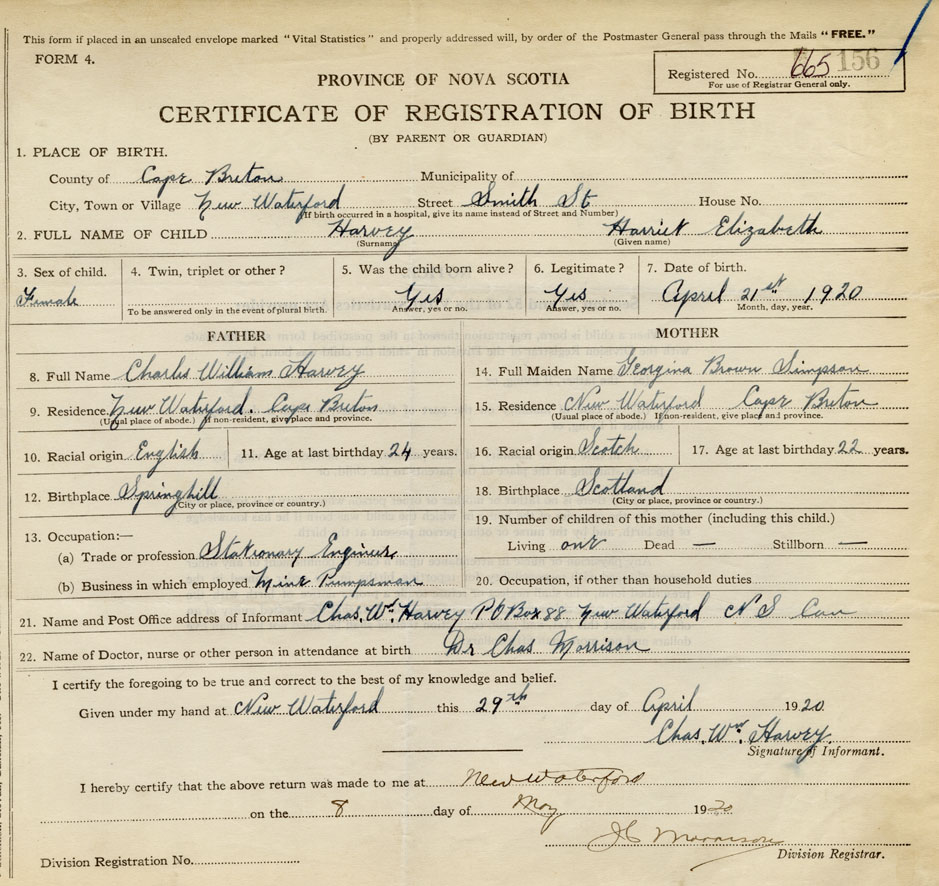 This form if placed in an unsealed envelope marked "Vital Statistics" and properly addressed will, by order of the Postmaster General pass through the Mails "FREE."
FORM 4.
Registered No. 665 156
For use of Registrar General only.
PROVINCE OF NOVA SCOTIA
CERTIFICATE OF REGISTRATION OF BIRTH
(BY PARENT OR GUARDIAN)
1. PLACE OF BIRTH.
County of Cape Breton Municipality of
City, Town or Village New Waterford Street Smith St House No.
(If birth occurred in a hospital, give its name instead of Street and Number)
2. FULL NAME OF CHILD Harvey Harriet Elizabeth
(Surname) (Given name)
3. Sex of child. 4. Twin, triplet or other? 5. Was the child born alive? 6. Legitimate? 7. Date of birth.
Female Yes Yes April 21st 1920
To be answered only in the event of plural birth. Answer, yes or no. Answer, yes or no. Month, day, year.
FATHER
8. Full Name Charles William Harvey
9. Residence New Waterford. Cape Breton
(Usual place of abode.) If non-resident, give place and province.
10. Racial origin English 11. Age at last birthday 24 years.
12. Birthplace Springhill
(City or place, province or country.)
13. Occupation:—
(a) Trade or profession Stationary Engineer
(b) Business in which employed Mine Pumpsman
MOTHER
14. Full Maiden Name Georgina Brown Simpson
15. Residence New Waterford Cape Breton
(Usual place of abode.) If non-resident, give place and province.
16. Racial origin Scotch 17. Age at last birthday 22 years.
18. Birthplace Scotland
(City or place, province or country.)
19. Number of children of this mother (including this child.)
Living one Dead — Stillborn —
20. Occupation, if other than household duties
21. Name and Post Office address of Informant Chas. Wm. Harvey P O Box 88 New Waterford N S Can
22. Name of Doctor, nurse or other person in attendance at birth Dr Chas Morrison
I certify the foregoing to be true and correct to the best of my knowledge and belief.
Given under my hand at New Waterford this 29th day of April 1920
Chas. Wm. Harvey.
Signature of Informant.
I hereby certify that the above return was made to me at New Waterford
on the 8 day of May 1920
Morrison
Division Registrar.
Division Registration No.